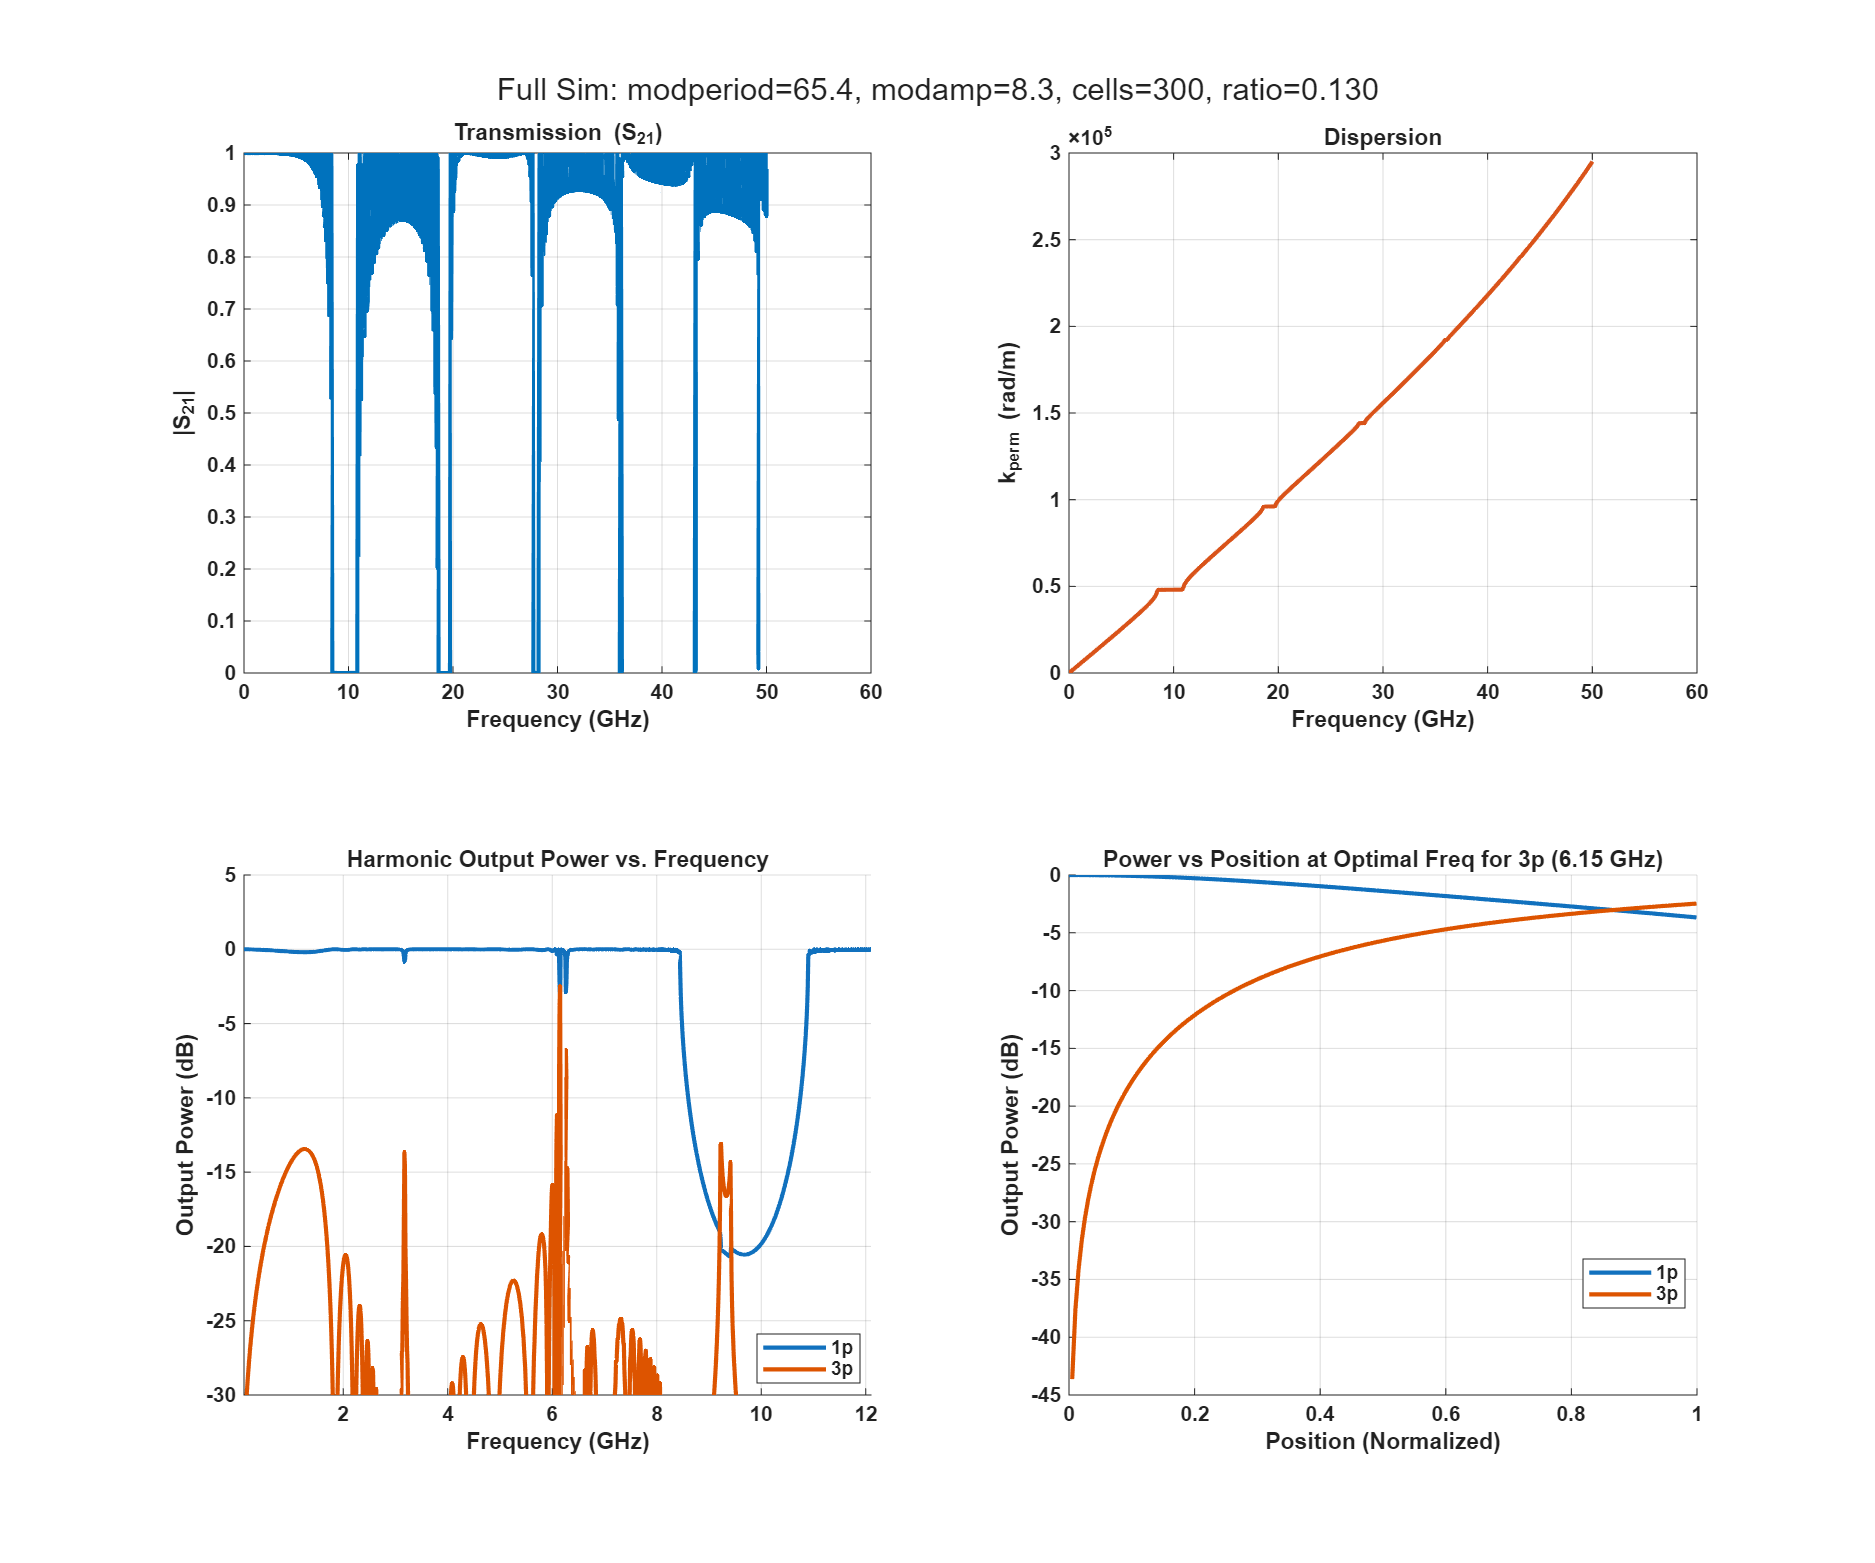 Full Sim: modperiod=65.4, modamp=8.3, cells=300, ratio=0.130
Transmission (S21)
1
0.9
0.8
0.7
0.6
0.5
0.4
0.3
0.2
0.1
0
|S21|
0 10 20 30 40 50 60
Frequency (GHz)
×10⁵
Dispersion
3
2.5
2
1.5
1
0.5
0
kperm (rad/m)
0 10 20 30 40 50 60
Frequency (GHz)
Harmonic Output Power vs. Frequency
5
0
-5
-10
-15
-20
-25
-30
Output Power (dB)
1p
3p
2 4 6 8 10 12
Frequency (GHz)
Power vs Position at Optimal Freq for 3p (6.15 GHz)
0
-5
-10
-15
-20
-25
-30
-35
-40
-45
Output Power (dB)
1p
3p
0 0.2 0.4 0.6 0.8 1
Position (Normalized)